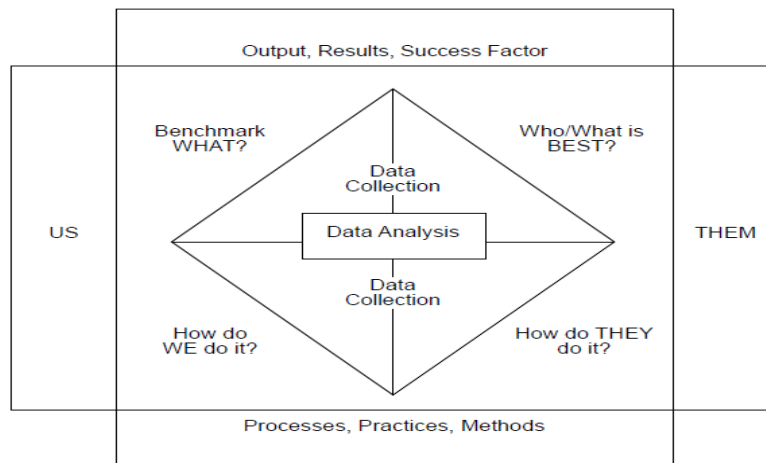 Output, Results, Success Factor
Benchmark
WHAT?
Who/What is
BEST?
Data
Collection
US
Data Analysis
THEM
Data
Collection
How do
WE do it?
How do THEY
do it?
Processes, Practices, Methods